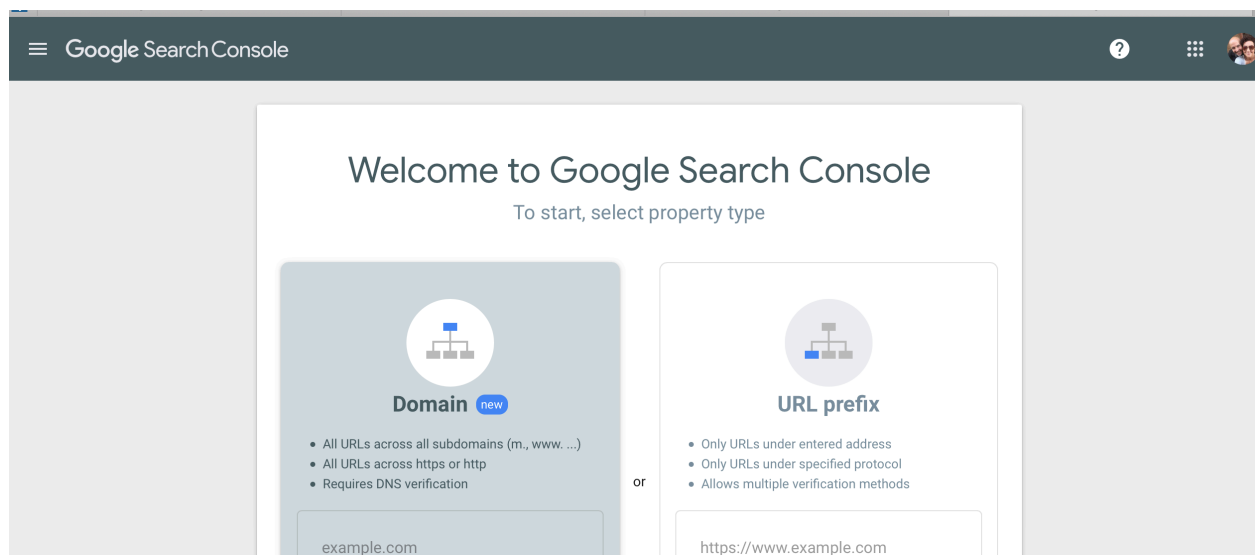 Google Search Console
?
Welcome to Google Search Console
To start, select property type
Domain new
• All URLs across all subdomains (m., www. ...)
• All URLs across https or http
• Requires DNS verification
example.com
or
URL prefix
• Only URLs under entered address
• Only URLs under specified protocol
• Allows multiple verification methods
https://www.example.com